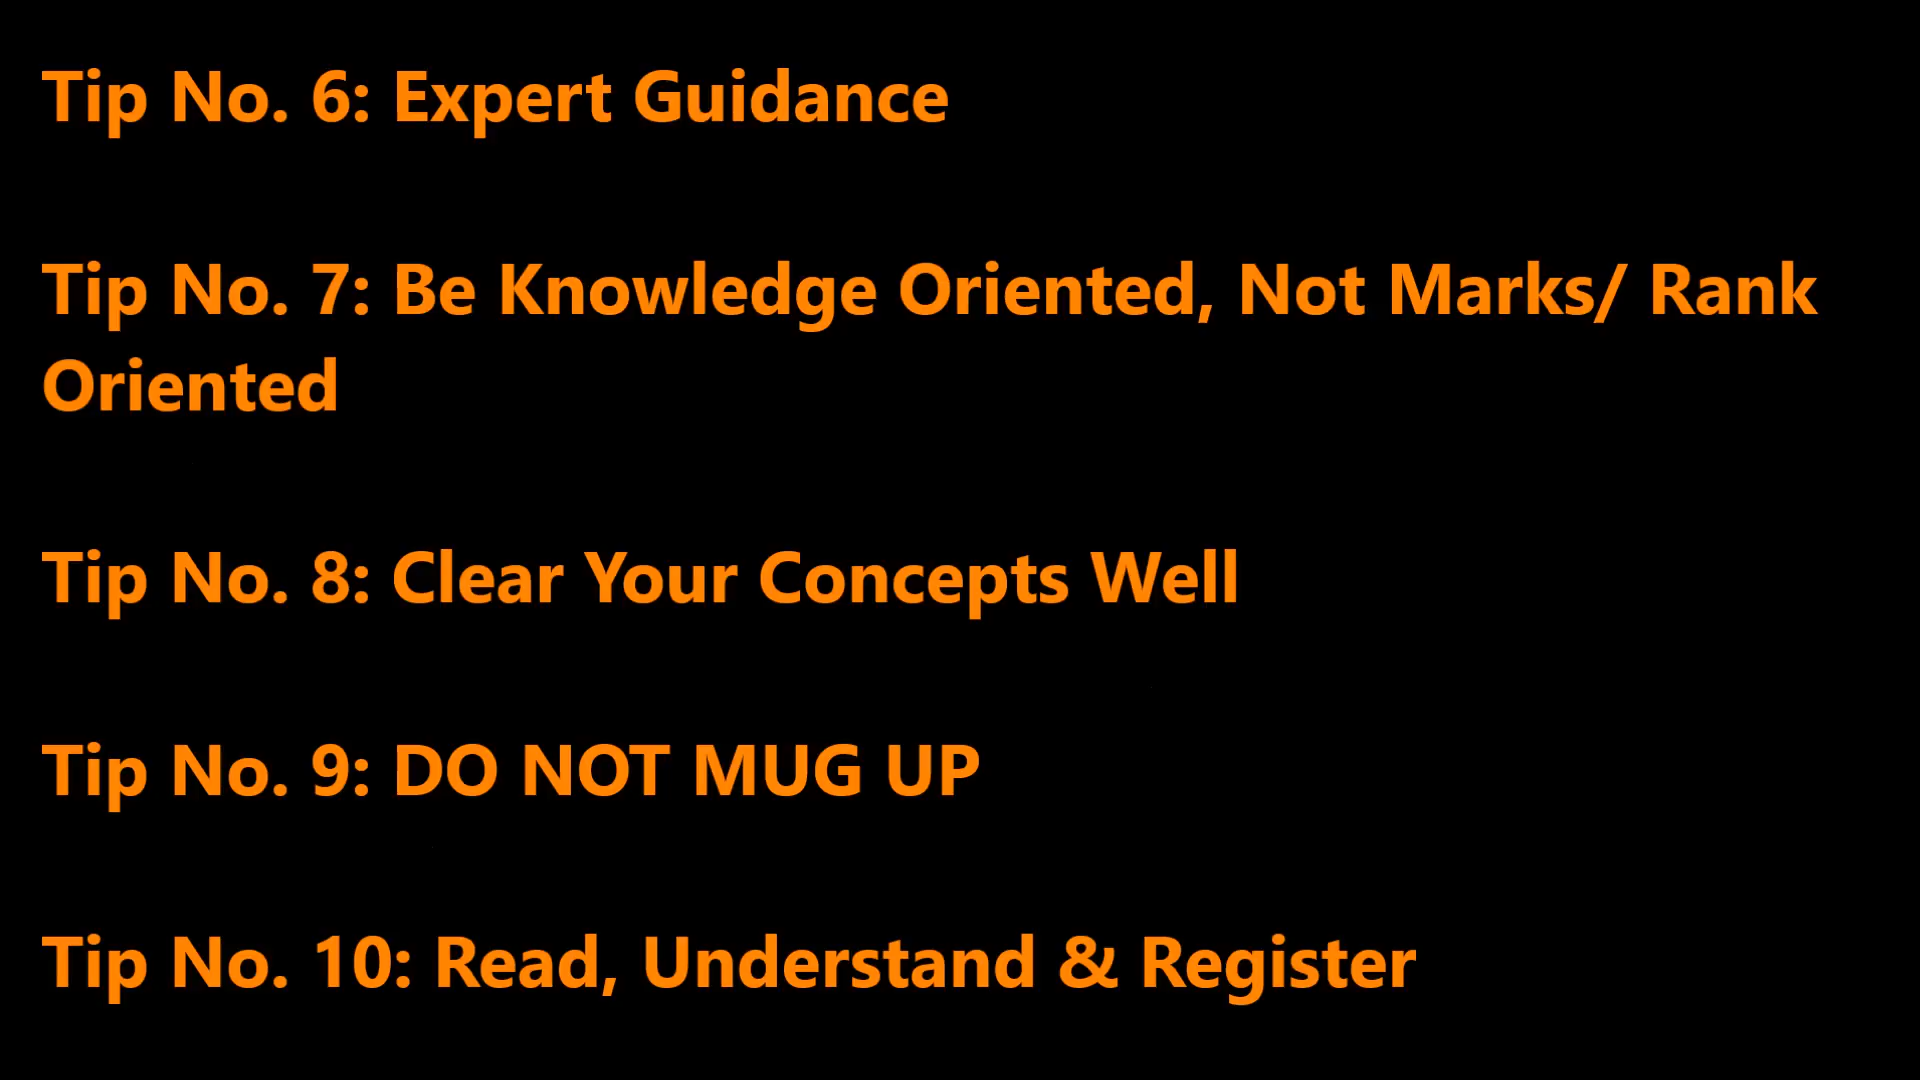 Tip No. 6: Expert Guidance
Tip No. 7: Be Knowledge Oriented, Not Marks/ Rank
Oriented
Tip No. 8: Clear Your Concepts Well
Tip No. 9: DO NOT MUG UP
Tip No. 10: Read, Understand & Register